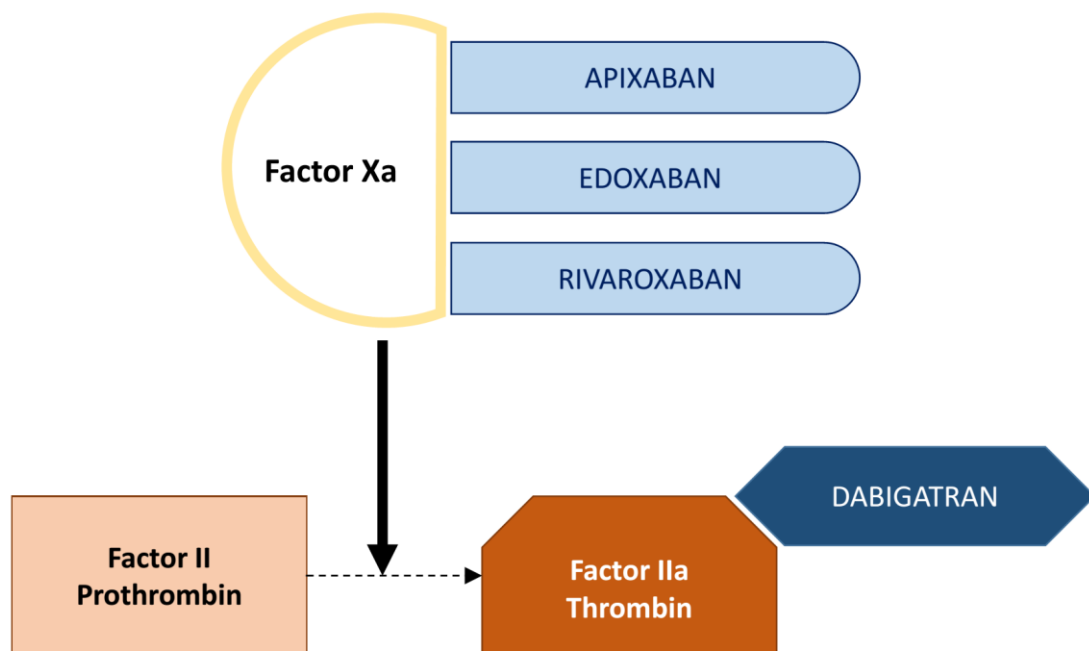 APIXABAN
Factor Xa
EDOXABAN
RIVAROXABAN
DABIGATRAN
Factor II
Prothrombin
Factor IIa
Thrombin